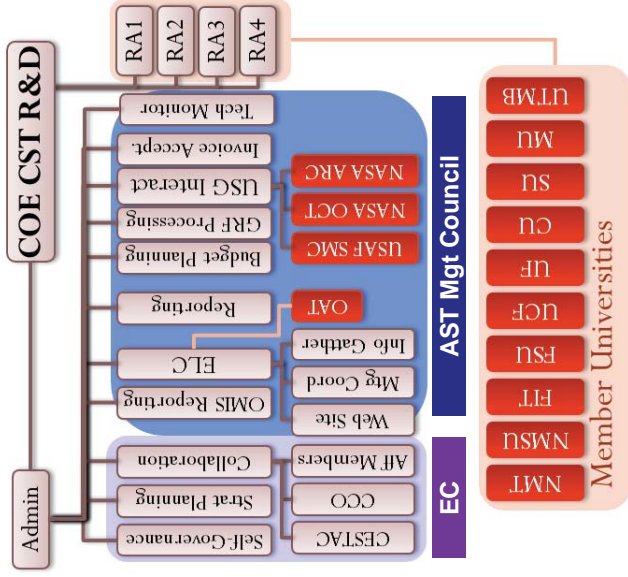 COE CST R&D
Admin
RA1
RA2
RA3
RA4
Tech Monitor
Invoice Accept.
USG Interact
GRF Processing
Budget Planning
Reporting
ELC
OMIS Reporting
Collaboration
Strat Planning
Self-Governance
NASA ARC
NASA OCT
USAF SMC
OAT
Info Gatther
Mtg Coord
Web Site
Aff Members
CCO
CESTAC
AST Mgt Council
EC
UTMB
MU
SU
CU
UF
UCF
FSU
FIT
NMSU
NMT
Member Universities